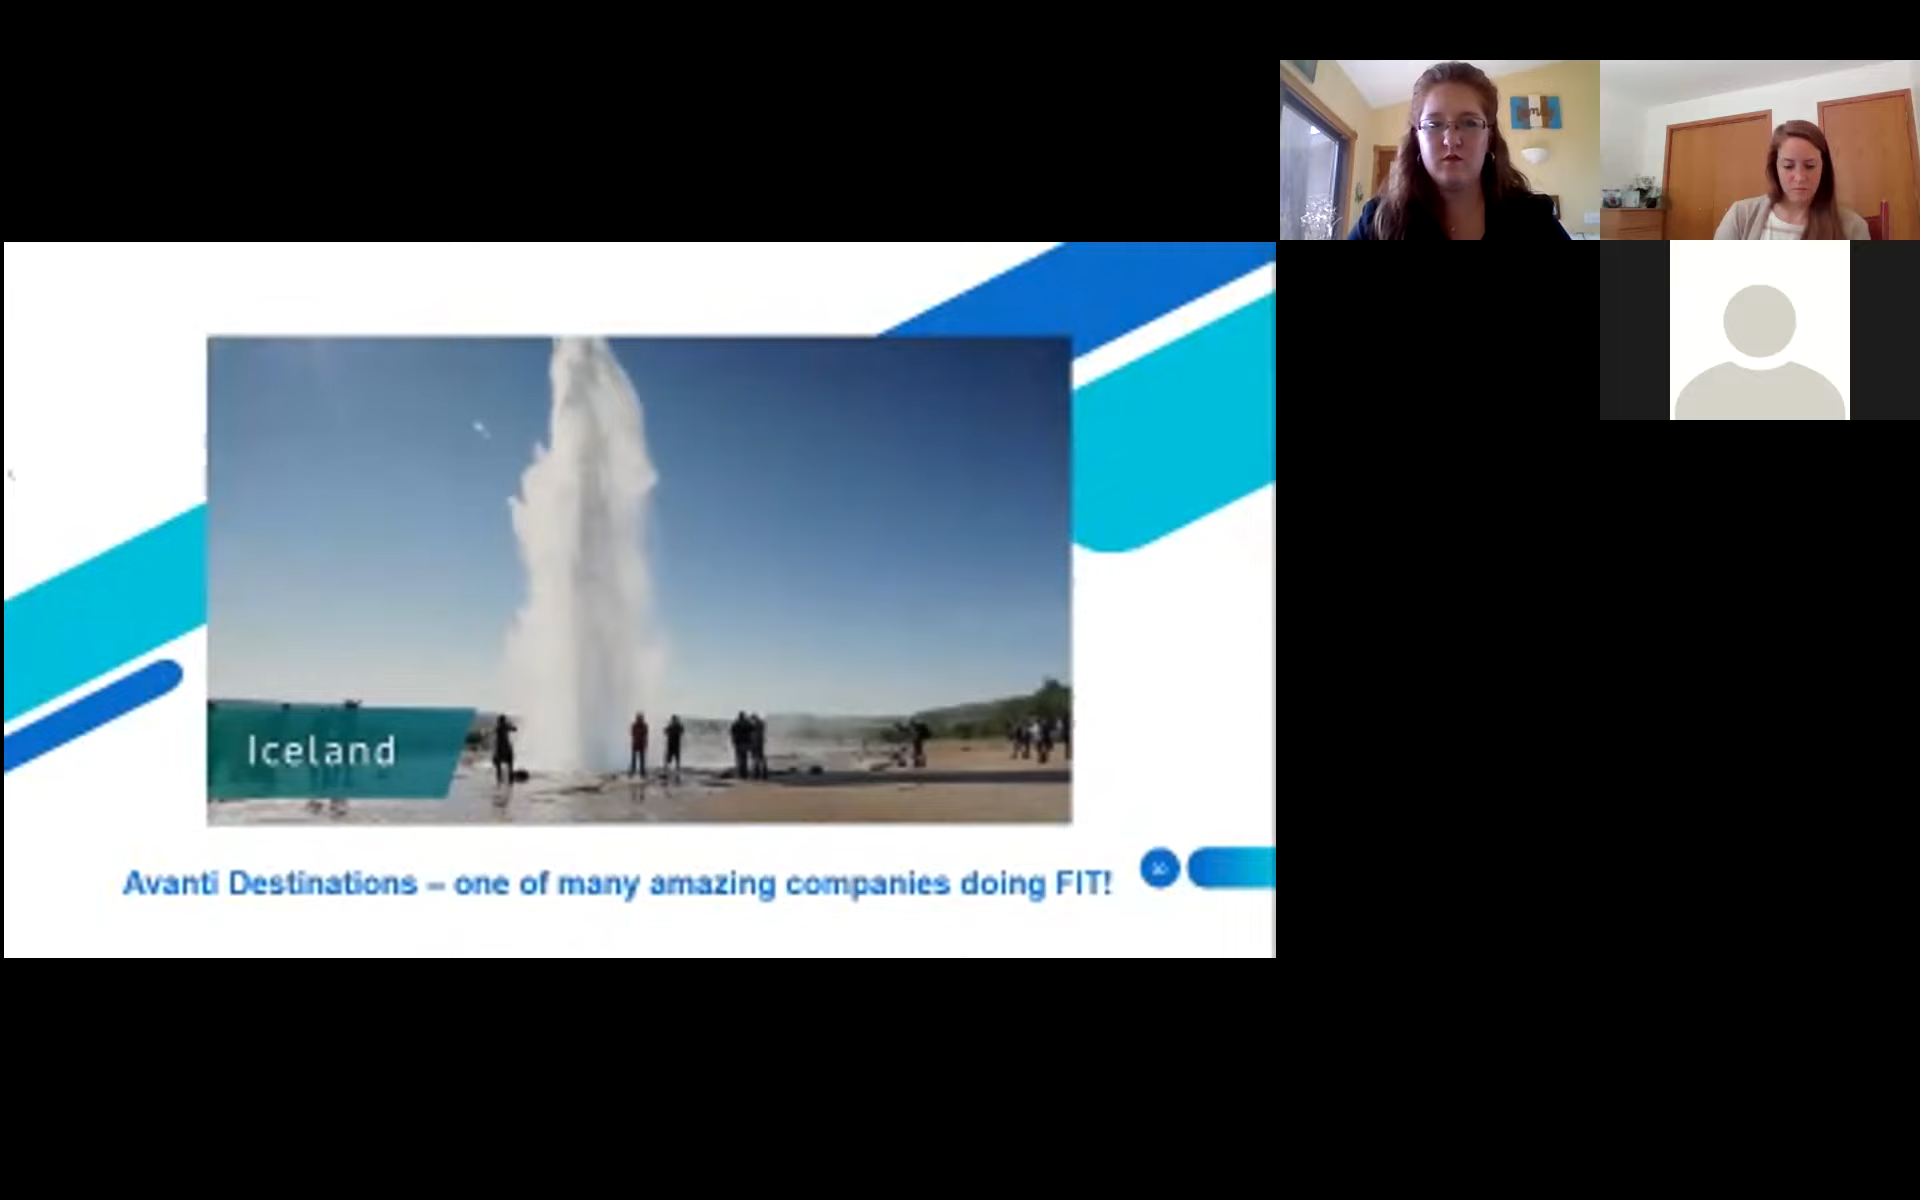 Iceland
Avanti Destinations – one of many amazing companies doing FIT!